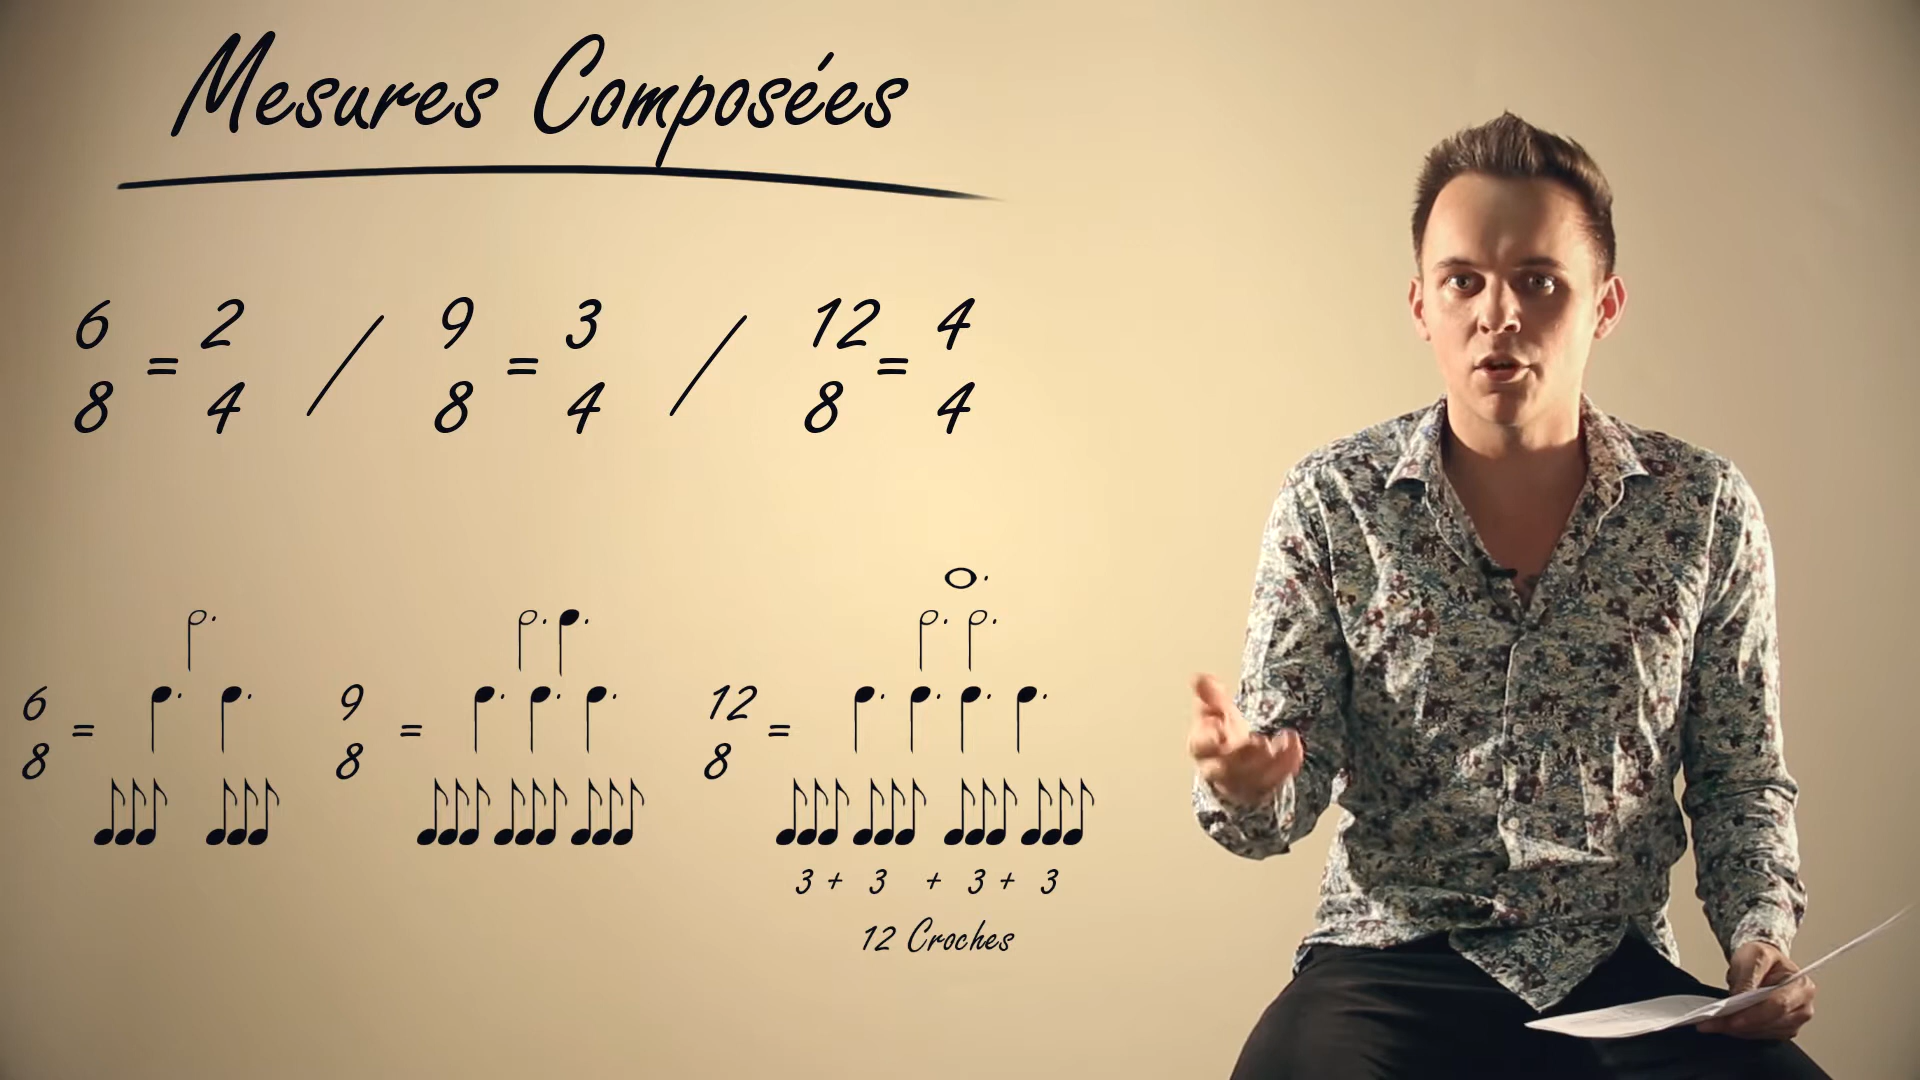 Mesures Composées
6 2 / 9 3 / 12 4
8 = 4 8 = 4 8 = 4
6 9 12
8 = 8 = 8 =
3 + 3 + 3 + 3
12 Croches